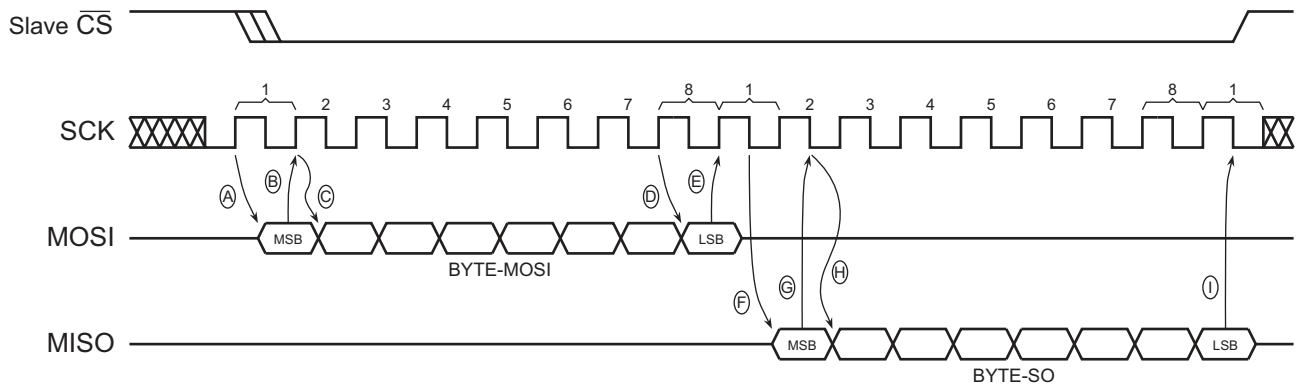 Slave CS
1 2 3 4 5 6 7 8 1 2 3 4 5 6 7 8 1
SCK
A B C D E
MOSI MSB LSB
BYTE-MOSI
F G H I
MISO MSB LSB
BYTE-SO